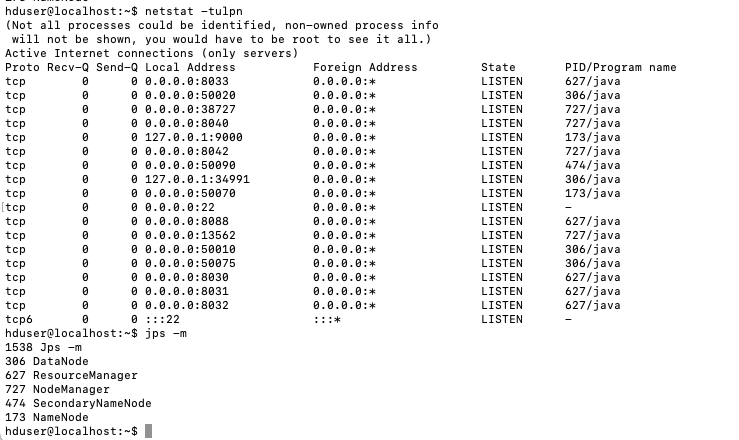 hduser@localhost:~$ netstat -tulpn
(Not all processes could be identified, non-owned process info
 will not be shown, you would have to be root to see it all.)
Active Internet connections (only servers)
Proto Recv-Q Send-Q Local Address           Foreign Address         State       PID/Program name
tcp        0      0 0.0.0.0:8033            0.0.0.0:*               LISTEN      627/java
tcp        0      0 0.0.0.0:50020           0.0.0.0:*               LISTEN      306/java
tcp        0      0 0.0.0.0:38727           0.0.0.0:*               LISTEN      727/java
tcp        0      0 0.0.0.0:8040            0.0.0.0:*               LISTEN      727/java
tcp        0      0 127.0.0.1:9000          0.0.0.0:*               LISTEN      173/java
tcp        0      0 0.0.0.0:8042            0.0.0.0:*               LISTEN      727/java
tcp        0      0 0.0.0.0:50090           0.0.0.0:*               LISTEN      474/java
tcp        0      0 127.0.0.1:34991         0.0.0.0:*               LISTEN      306/java
tcp        0      0 0.0.0.0:50070           0.0.0.0:*               LISTEN      173/java
tcp        0      0 0.0.0.0:22              0.0.0.0:*               LISTEN      -
tcp        0      0 0.0.0.0:8088            0.0.0.0:*               LISTEN      627/java
tcp        0      0 0.0.0.0:13562           0.0.0.0:*               LISTEN      727/java
tcp        0      0 0.0.0.0:50010           0.0.0.0:*               LISTEN      306/java
tcp        0      0 0.0.0.0:50075           0.0.0.0:*               LISTEN      306/java
tcp        0      0 0.0.0.0:8030            0.0.0.0:*               LISTEN      627/java
tcp        0      0 0.0.0.0:8031            0.0.0.0:*               LISTEN      627/java
tcp        0      0 0.0.0.0:8032            0.0.0.0:*               LISTEN      627/java
tcp6       0      0 :::22                   :::*                    LISTEN      -
hduser@localhost:~$ jps -m
1538 Jps -m
306 DataNode
627 ResourceManager
727 NodeManager
474 SecondaryNameNode
173 NameNode
hduser@localhost:~$